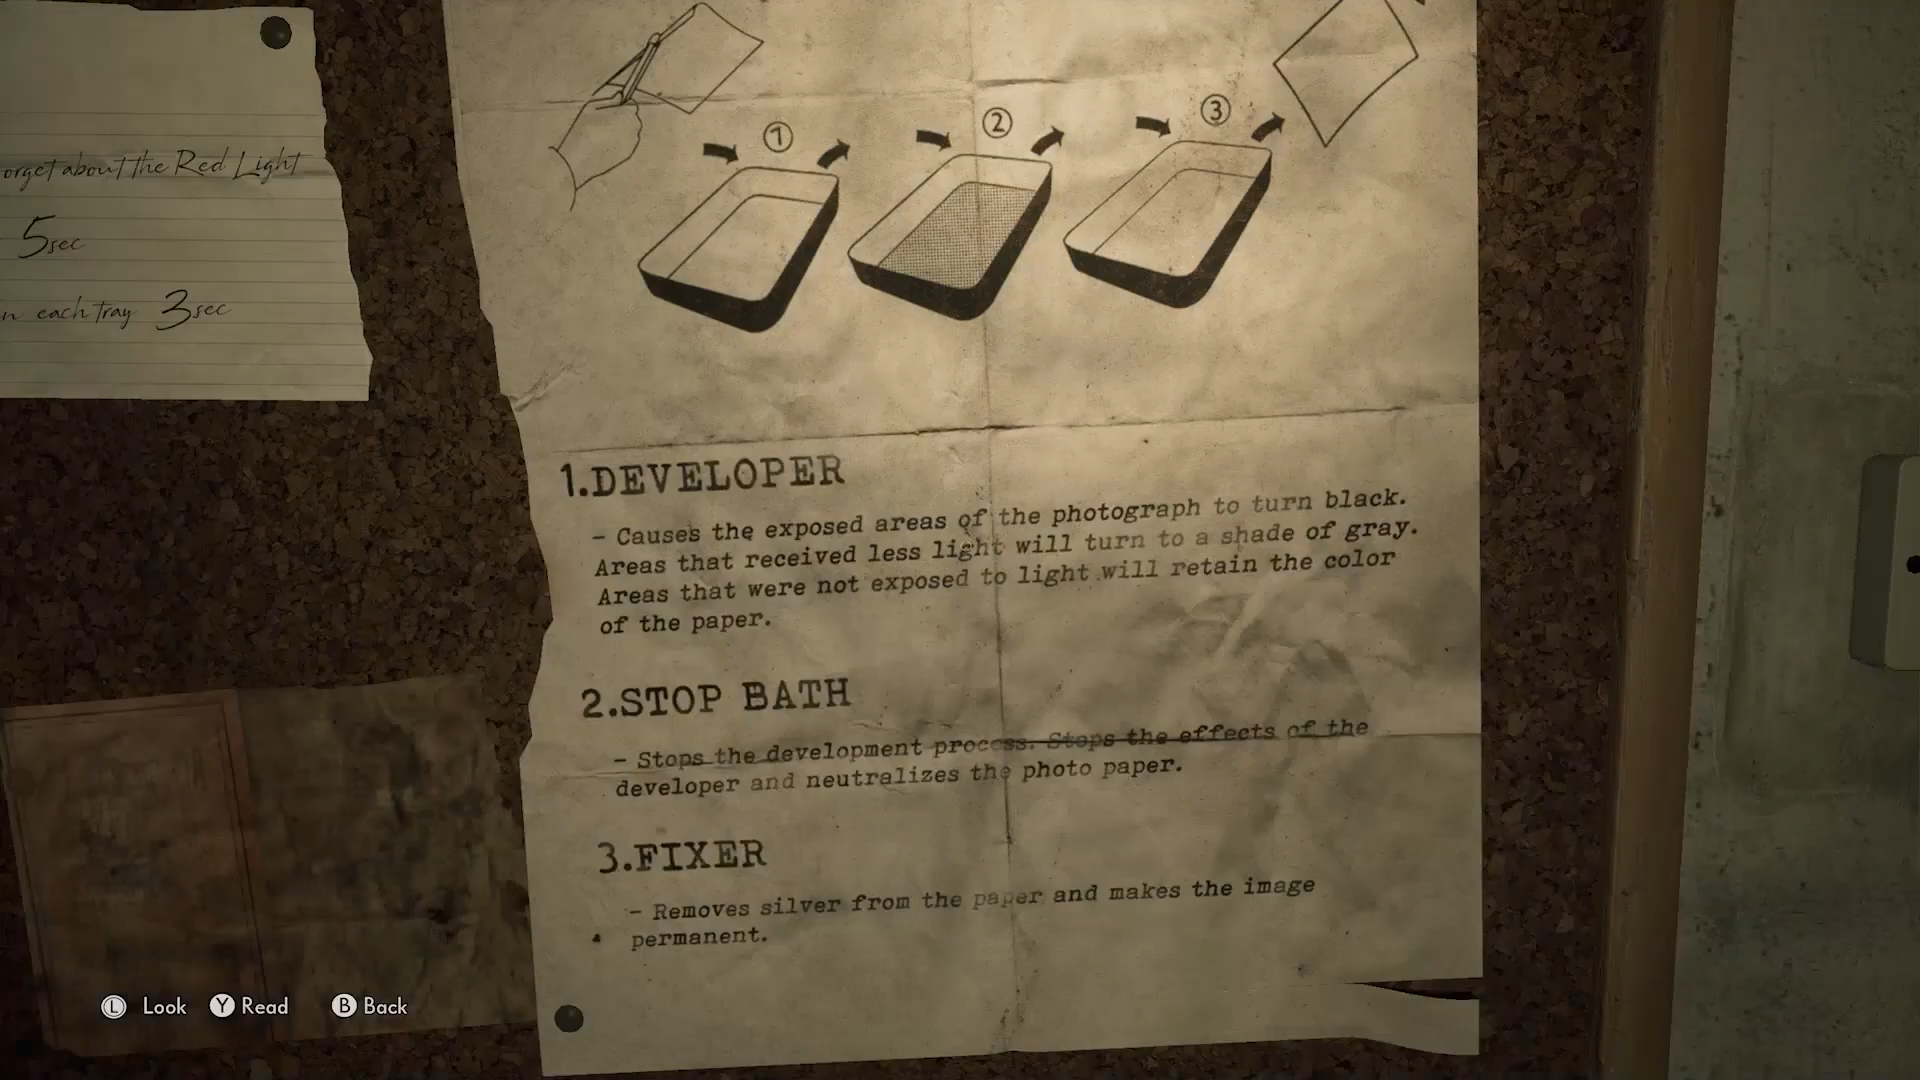 about the Red Light
5sec
each tray 3sec
1
2
3
1.DEVELOPER
- Causes the exposed areas of the photograph to turn black.
Areas that received less light will turn to a shade of gray.
Areas that were not exposed to light will retain the color
of the paper.
2.STOP BATH
- Stops the development process. Stops the effects of the
developer and neutralizes the photo paper.
3.FIXER
- Removes silver from the paper and makes the image
permanent.
L Look Y Read B Back